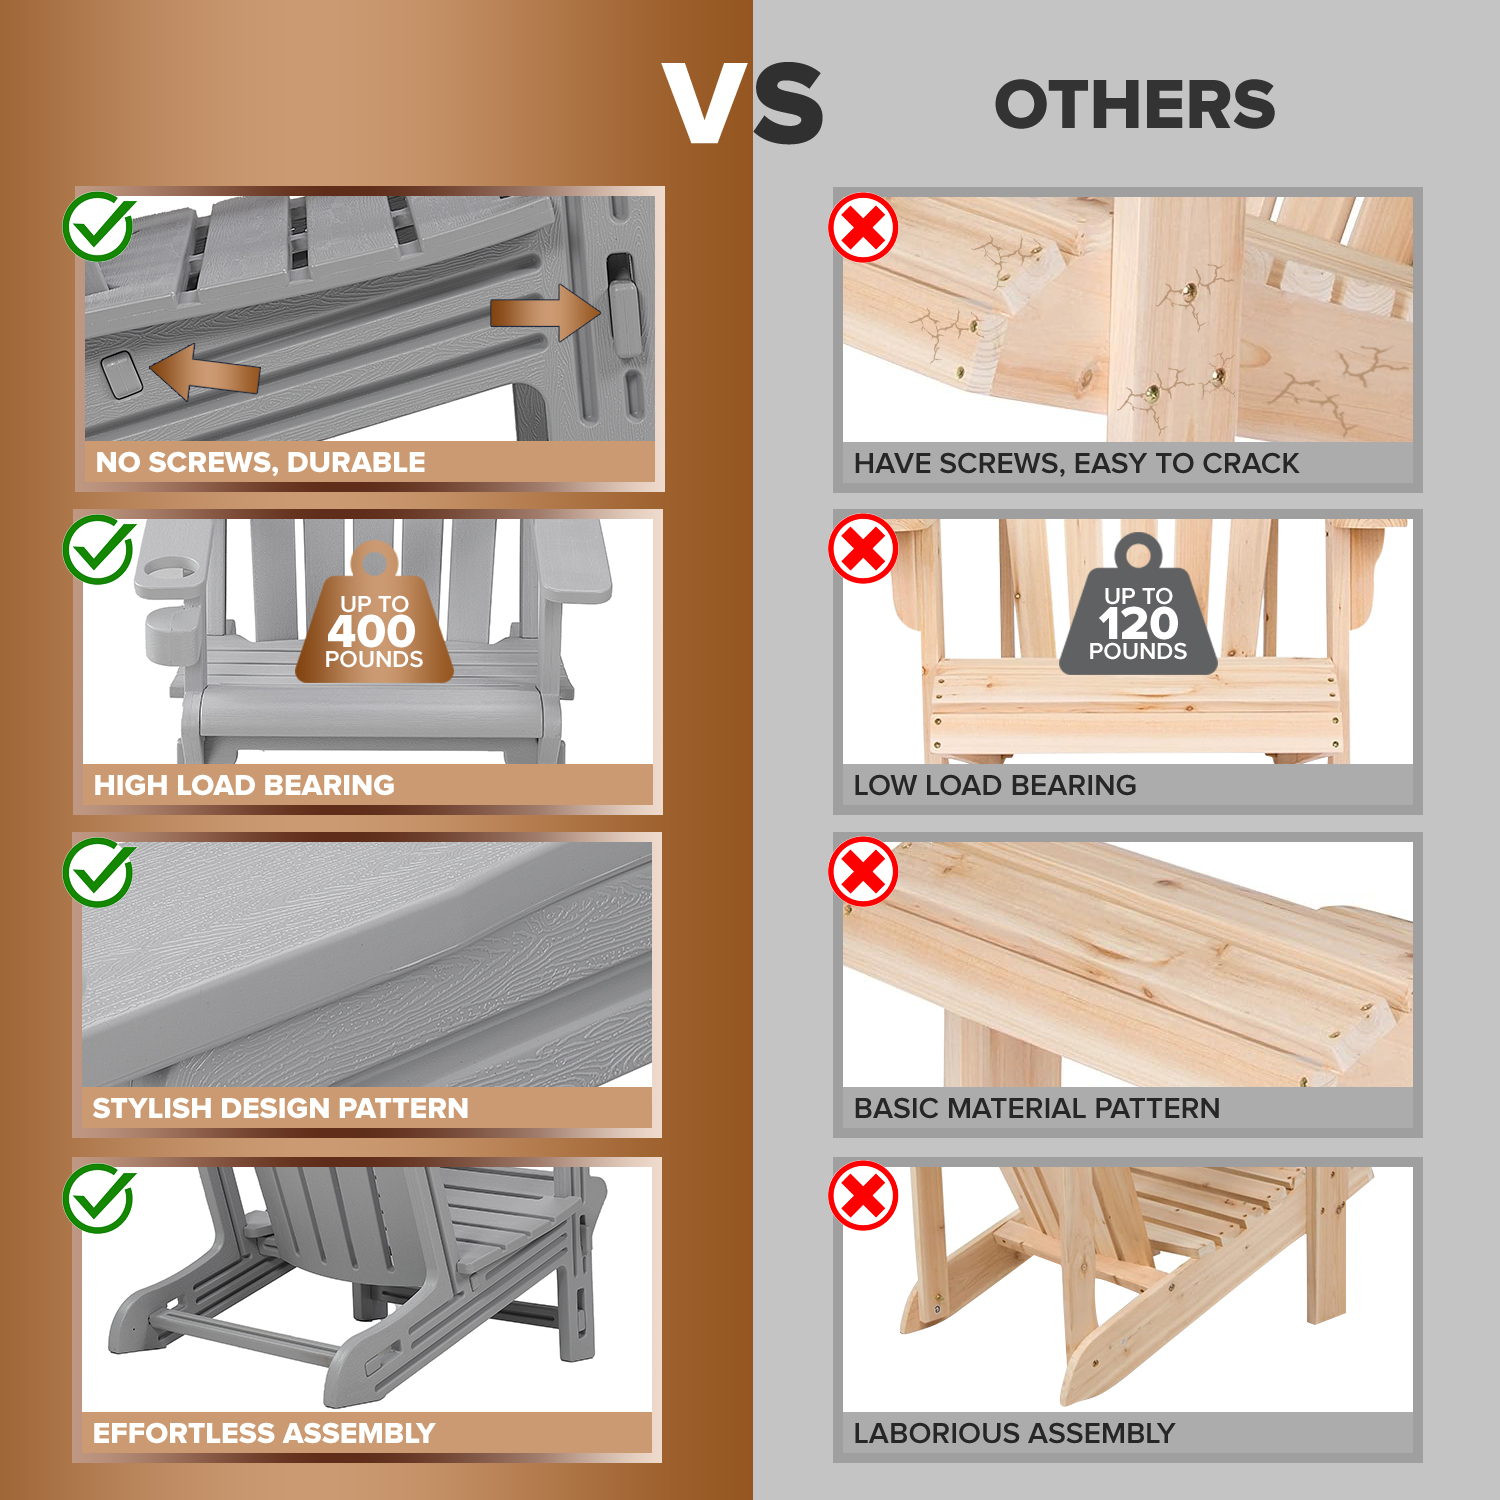 VS
OTHERS
NO SCREWS, DURABLE
HAVE SCREWS, EASY TO CRACK
UP TO
400
POUNDS
HIGH LOAD BEARING
UP TO
120
POUNDS
LOW LOAD BEARING
STYLISH DESIGN PATTERN
BASIC MATERIAL PATTERN
EFFORTLESS ASSEMBLY
LABORIOUS ASSEMBLY